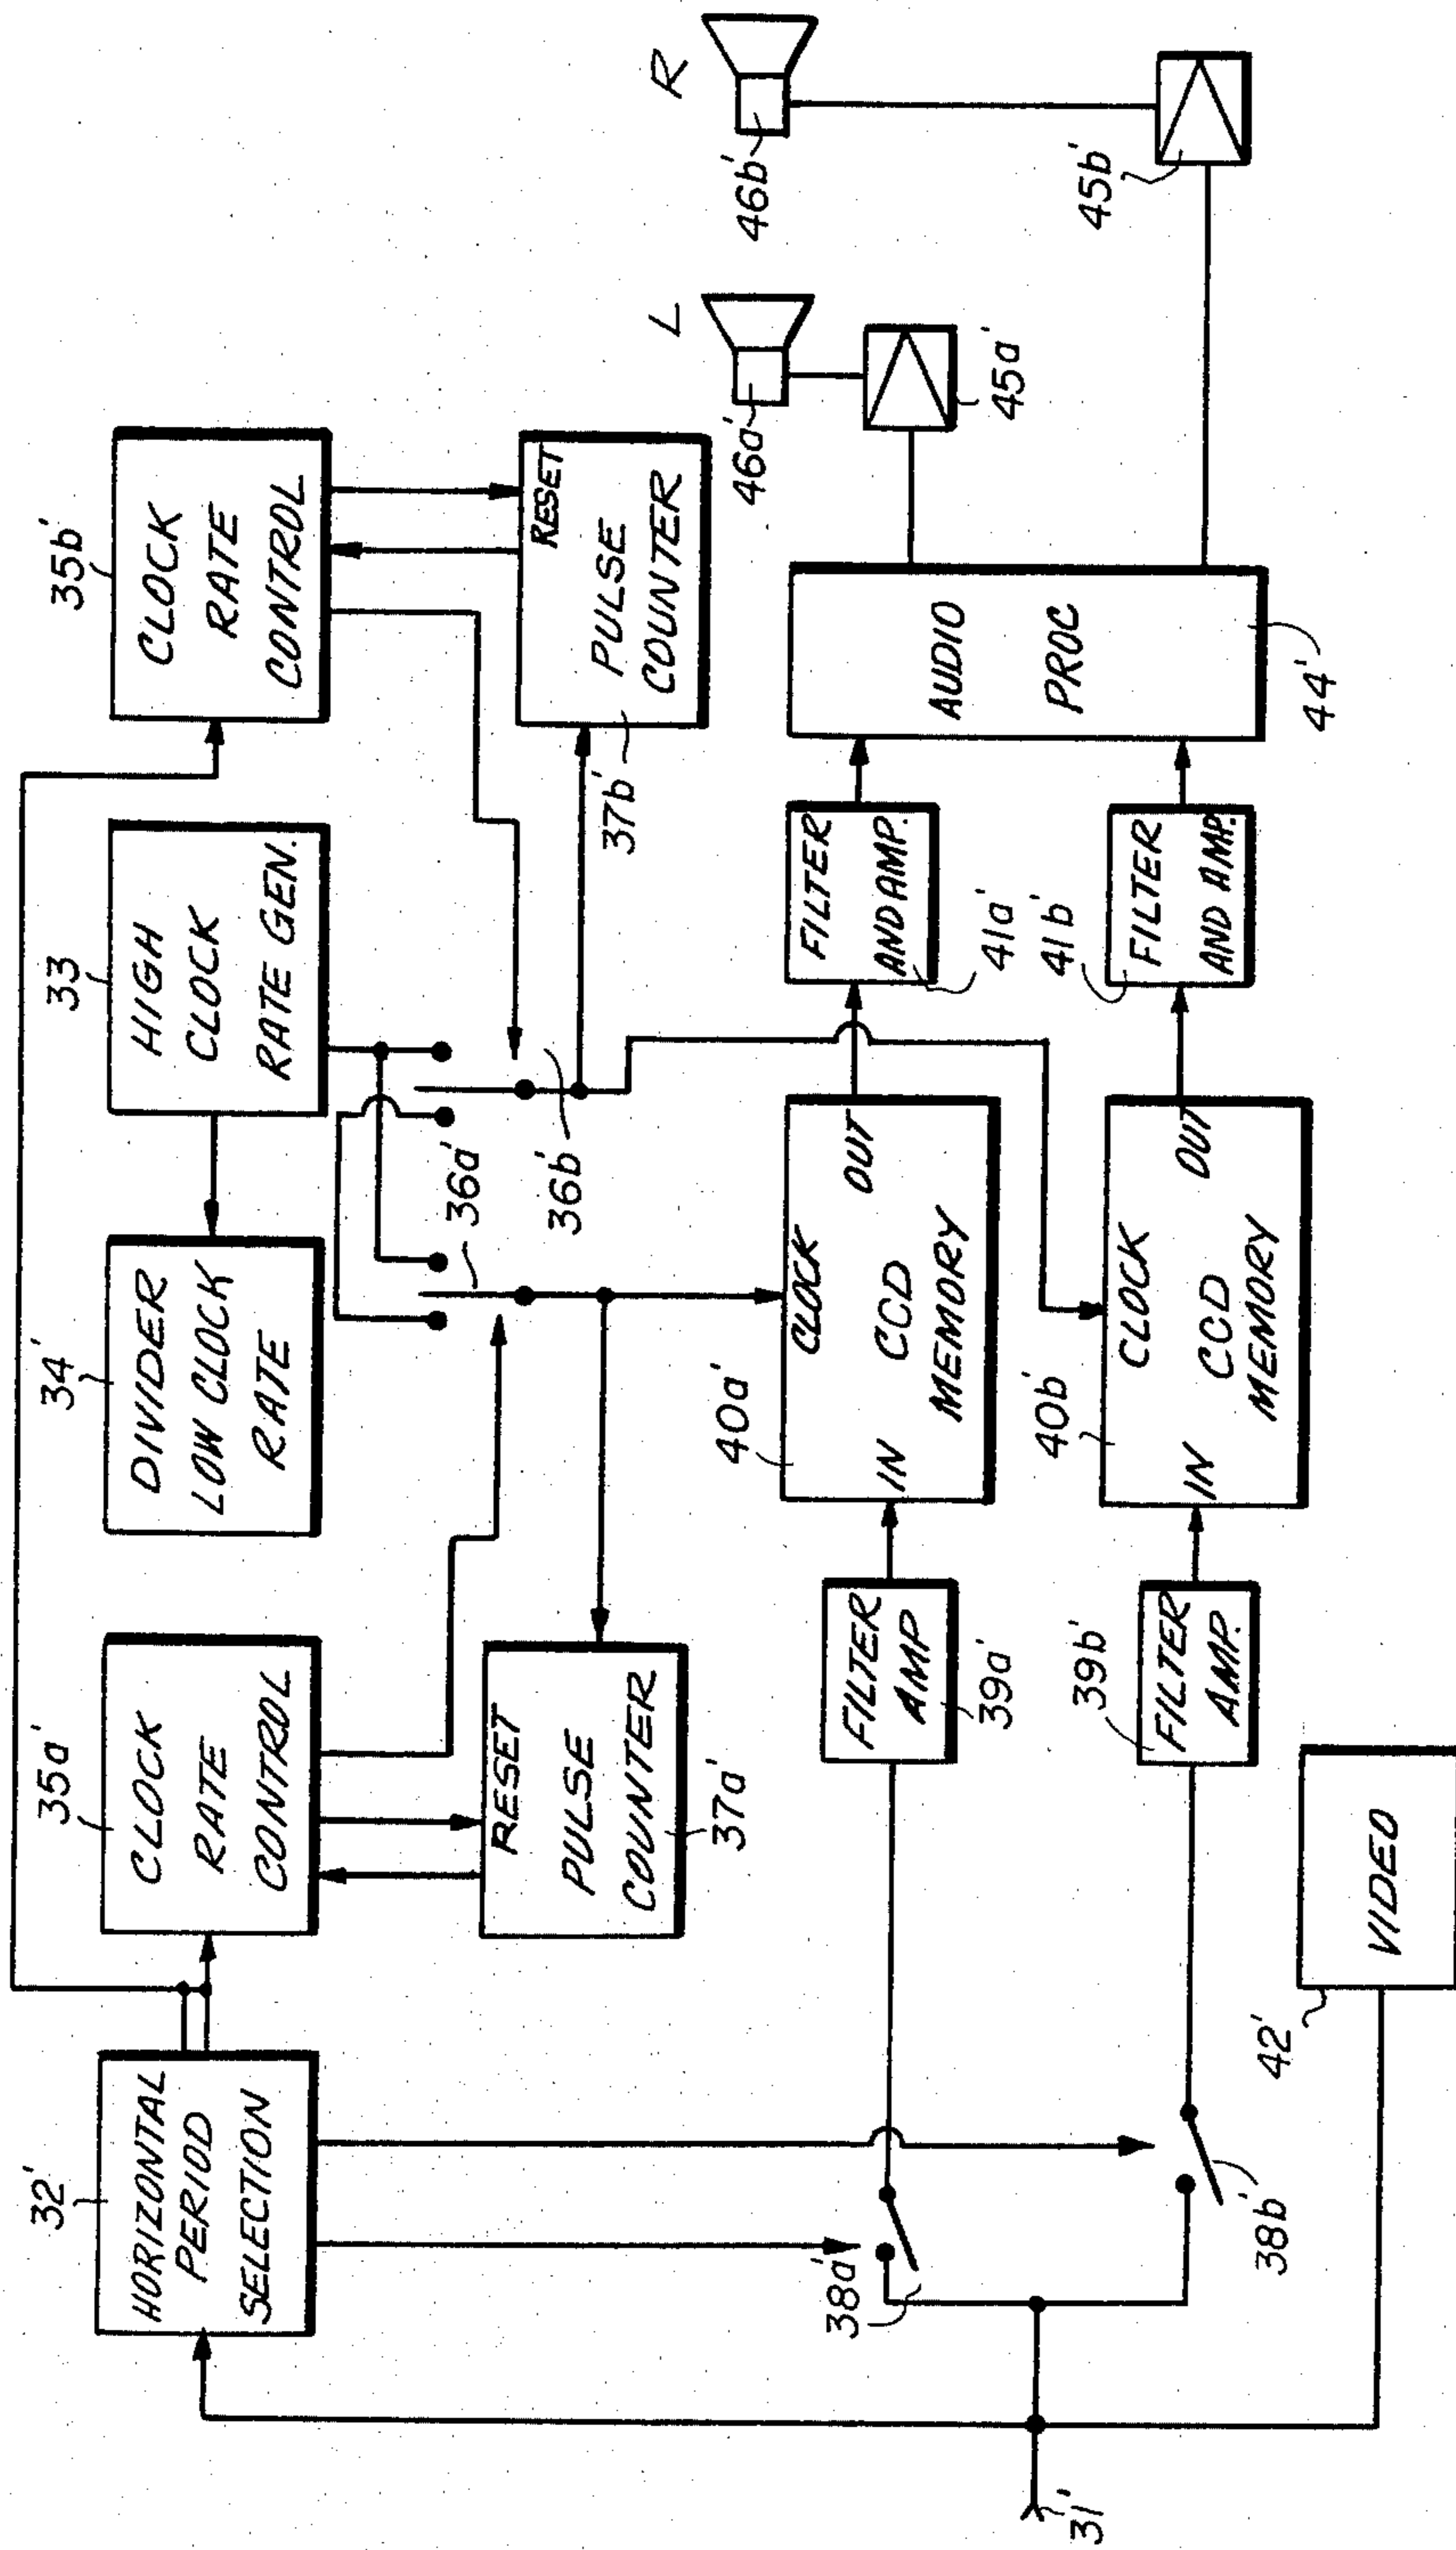 32'
HORIZONTAL
PERIOD
SELECTION
35a'
CLOCK
RATE
CONTROL
34'
DIVIDER
LOW CLOCK
RATE
33
HIGH
CLOCK
RATE GEN.
35b'
CLOCK
RATE
CONTROL
RESET
PULSE
COUNTER
37a'
36a'
36b'
RESET
PULSE
COUNTER
37b'
46a'
L
46b'
R
38a'
FILTER
AMP
39a'
40a'
CLOCK
IN
CCD
OUT
MEMORY
FILTER
AND AMP.
41a'
AUDIO
PROC
44'
45a'
45b'
38b'
39b'
FILTER
AMP.
40b'
CLOCK
IN
CCD
OUT
MEMORY
41b'
FILTER
AND AMP.
31'
42'
VIDEO